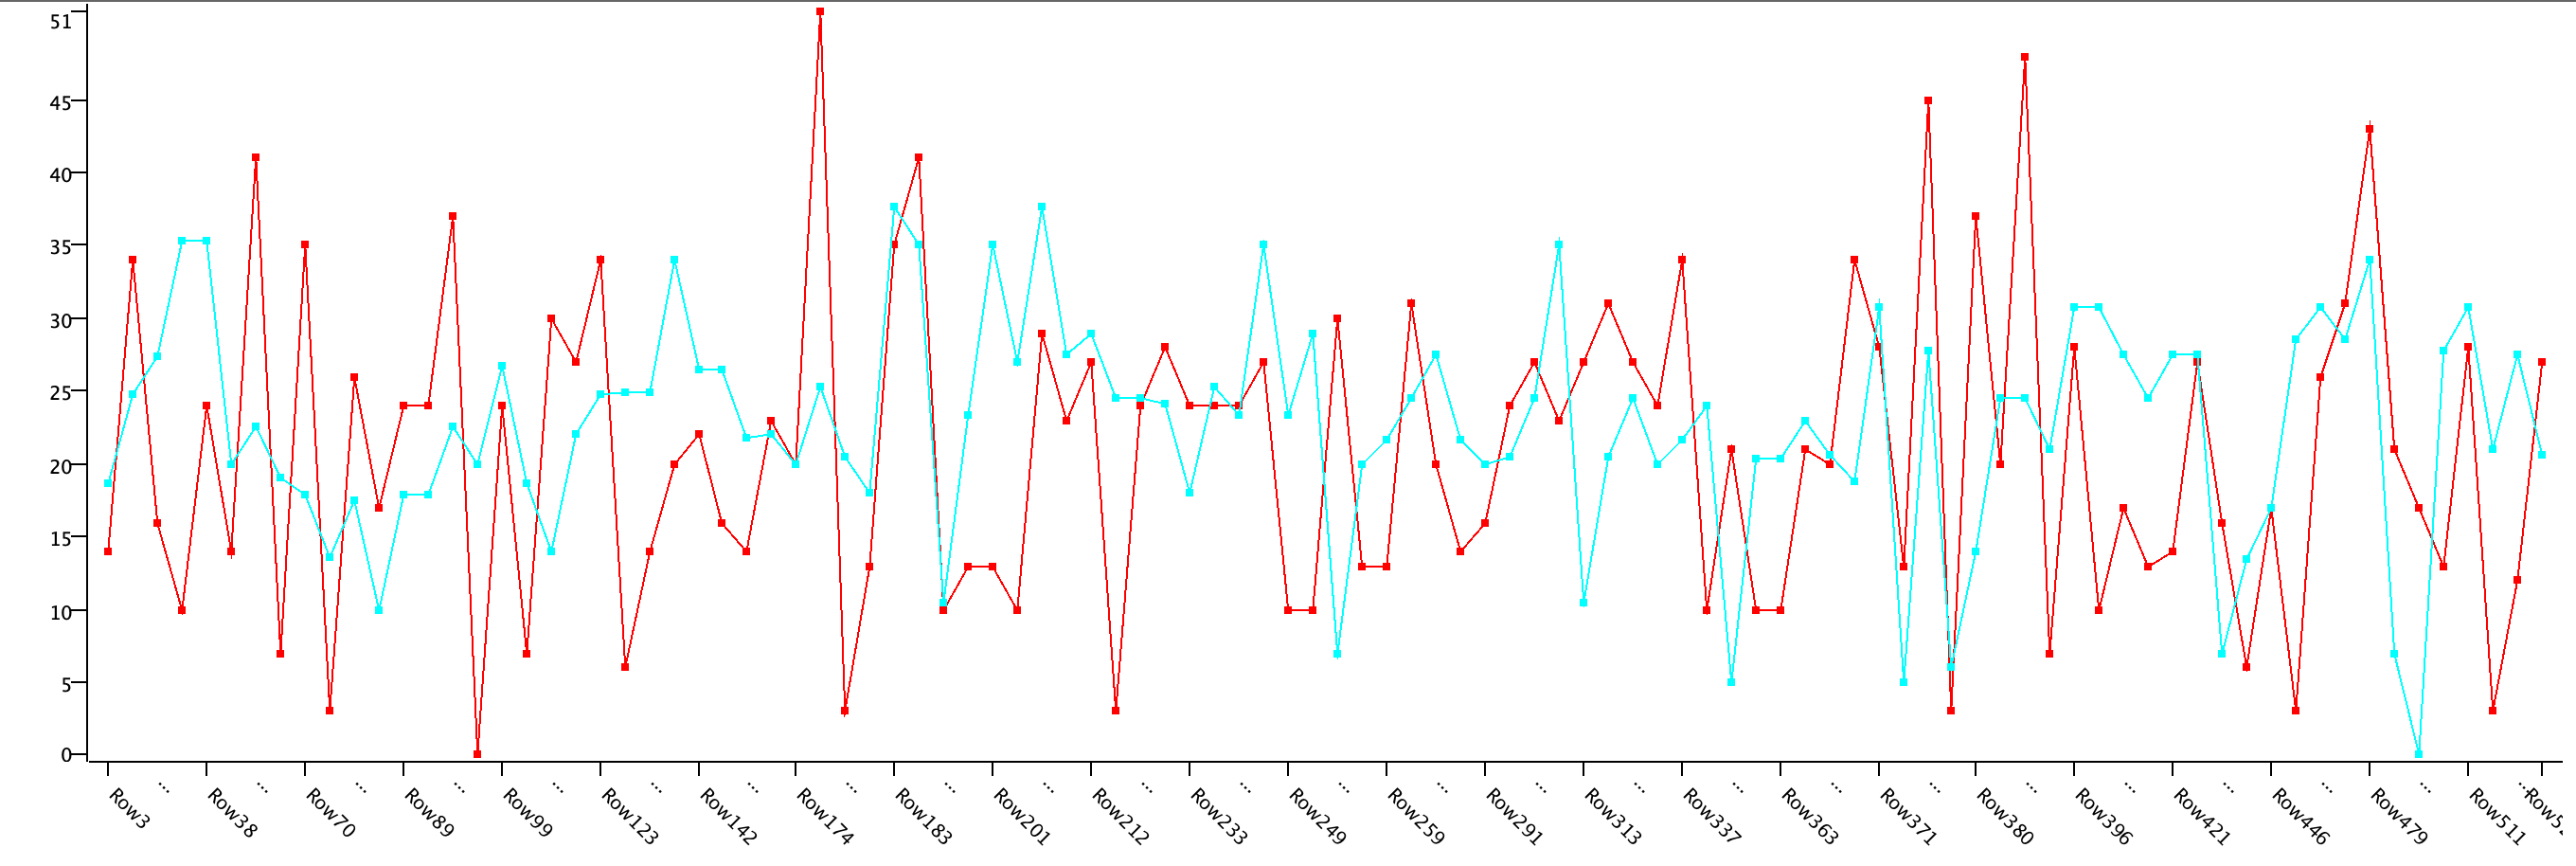 51
45
40
35
30
25
20
15
10
5
0
Row3
...
Row38
...
Row70
...
Row89
...
Row99
...
Row123
...
Row142
...
Row174
...
Row183
...
Row201
...
Row212
...
Row233
...
Row249
...
Row259
...
Row291
...
Row313
...
Row337
...
Row363
...
Row371
...
Row380
...
Row396
...
Row421
...
Row446
...
Row479
...
Row511
...